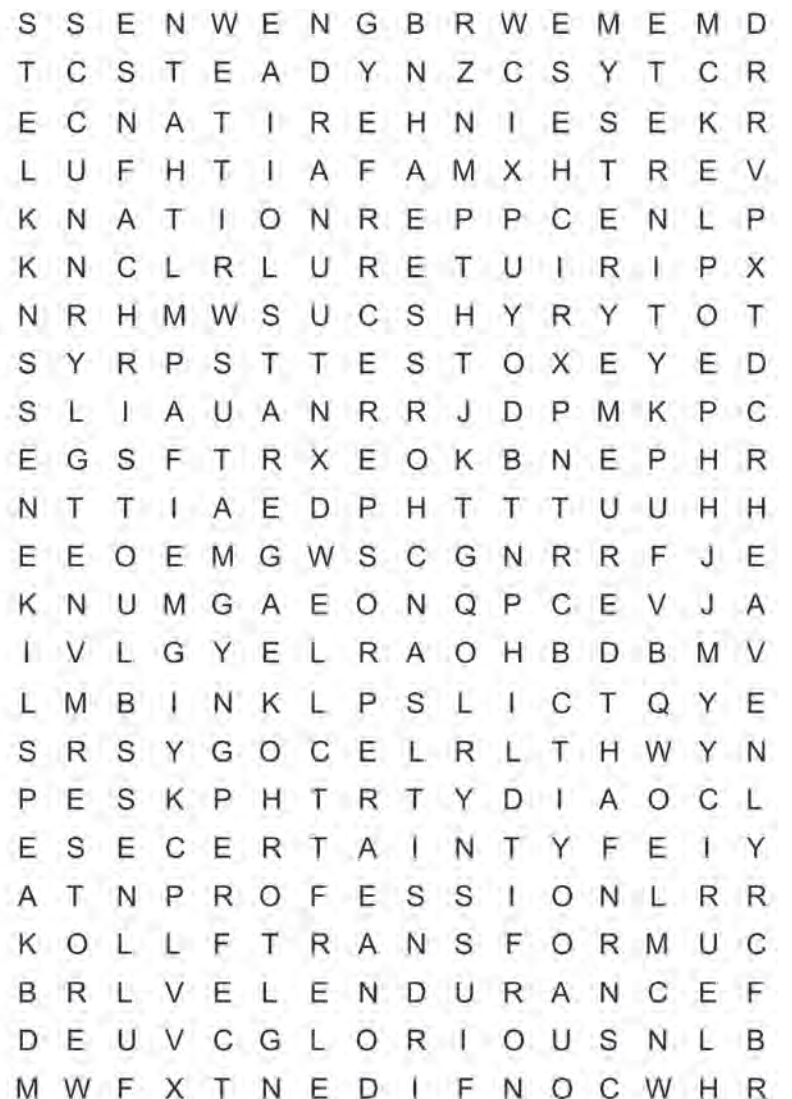 S S E N W E N G B R W E M E M D
T C S T E A D Y N Z C S Y T C R
E C N A T I R E H N I E S E K R
L U F H T I A F A M X H T R E V
K N A T I O N R E P P C E N L P
K N C L R L U R E T U I R I P X
N R H M W S U C S H Y R Y T O T
S Y R P S T T E S T O X E Y E D
S L I A U A N R R J D P M K P C
E G S F T R X E O K B N E P H R
N T T I A E D P H T T T U U H H
E E O E M G W S C G N R R F J E
K N U M G A E O N Q P C E V J A
I V L G Y E L R A O H B D B M V
L M B I N K L P S L I C T Q Y E
S R S Y G O C E L R L T H W Y N
P E S K P H T R T Y D I A O C L
E S E C E R T A I N T Y F E I Y
A T N P R O F E S S I O N L R R
K O L L F T R A N S F O R M U C
B R L V E L E N D U R A N C E F
D E U V C G L O R I O U S N L B
M W F X T N E D I F N O C W H R